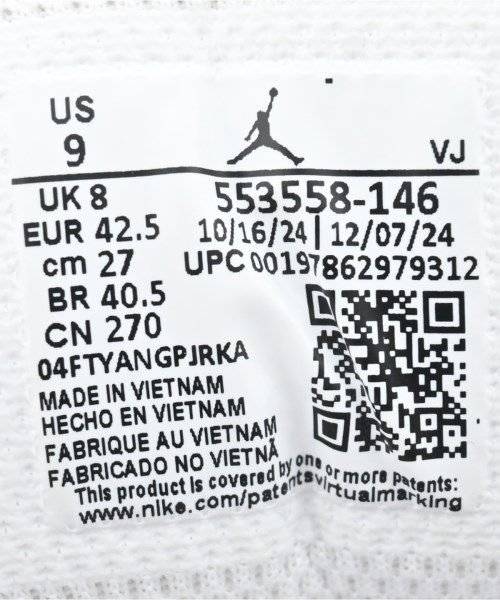 US
9
VJ
UK 8
553558-146
EUR 42.5
10/16/24 | 12/07/24
cm 27
UPC 00197862979312
BR 40.5
CN 270
04FTYANGPJRKA
MADE IN VIETNAM
HECHO EN VIETNAM
FABRIQUE AU VIETNAM
FABRICADO NO VIETNÃ
This product is covered by one or more patents:
www.nike.com/patentsvirtualmarking